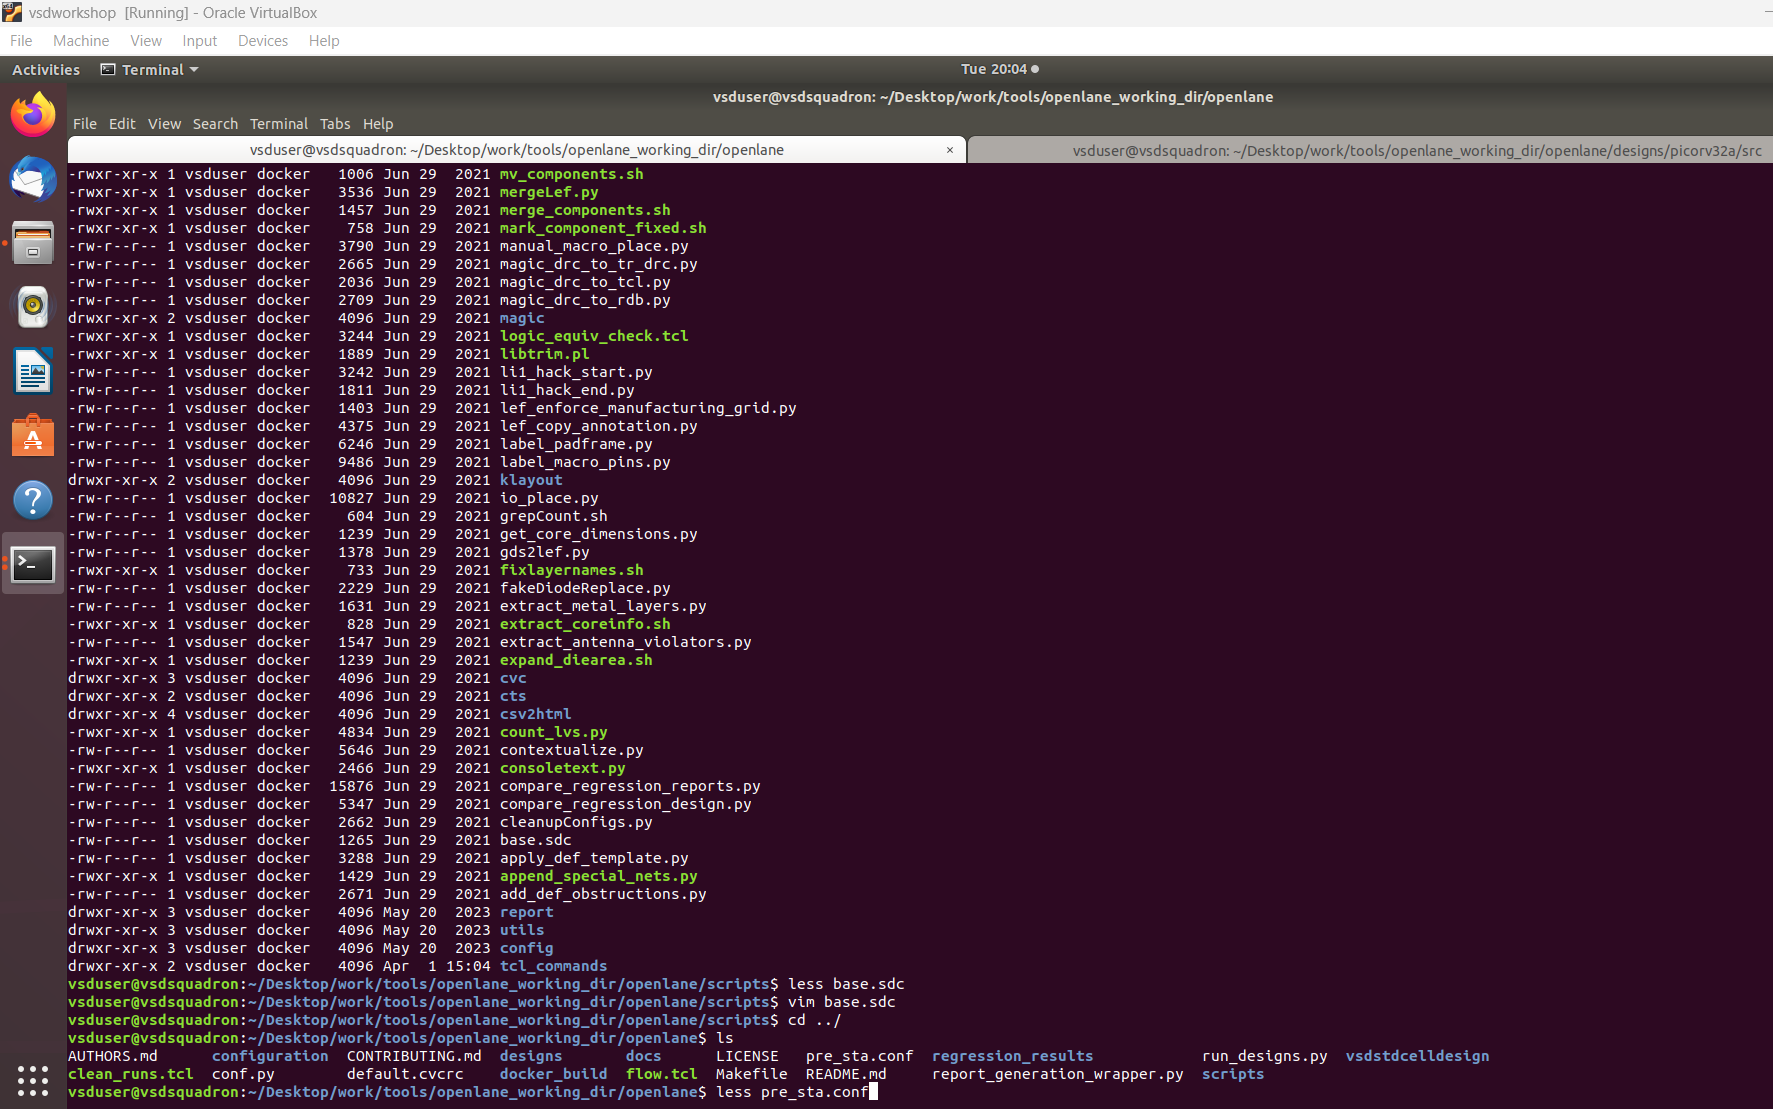 vsdworkshop [Running] - Oracle VirtualBox
File Machine View Input Devices Help
Activities Terminal Tue 20:04
vsduser@vsdsquadron: ~/Desktop/work/tools/openlane_working_dir/openlane
File Edit View Search Terminal Tabs Help
vsduser@vsdsquadron: ~/Desktop/work/tools/openlane_working_dir/openlane × vsduser@vsdsquadron: ~/Desktop/work/tools/openlane_working_dir/openlane/designs/picorv32a/src
-rwxr-xr-x 1 vsduser docker 1006 Jun 29 2021 mv_components.sh
-rwxr-xr-x 1 vsduser docker 3536 Jun 29 2021 mergeLef.py
-rwxr-xr-x 1 vsduser docker 1457 Jun 29 2021 merge_components.sh
-rwxr-xr-x 1 vsduser docker 758 Jun 29 2021 mark_component_fixed.sh
-rw-r--r-- 1 vsduser docker 3790 Jun 29 2021 manual_macro_place.py
-rw-r--r-- 1 vsduser docker 2665 Jun 29 2021 magic_drc_to_tr_drc.py
-rw-r--r-- 1 vsduser docker 2036 Jun 29 2021 magic_drc_to_tcl.py
-rw-r--r-- 1 vsduser docker 2709 Jun 29 2021 magic_drc_to_rdb.py
drwxr-xr-x 2 vsduser docker 4096 Jun 29 2021 magic
-rwxr-xr-x 1 vsduser docker 3244 Jun 29 2021 logic_equiv_check.tcl
-rwxr-xr-x 1 vsduser docker 1889 Jun 29 2021 libtrim.pl
-rw-r--r-- 1 vsduser docker 3242 Jun 29 2021 li1_hack_start.py
-rw-r--r-- 1 vsduser docker 1811 Jun 29 2021 li1_hack_end.py
-rw-r--r-- 1 vsduser docker 1403 Jun 29 2021 lef_enforce_manufacturing_grid.py
-rw-r--r-- 1 vsduser docker 4375 Jun 29 2021 lef_copy_annotation.py
-rw-r--r-- 1 vsduser docker 6246 Jun 29 2021 label_padframe.py
-rw-r--r-- 1 vsduser docker 9486 Jun 29 2021 label_macro_pins.py
drwxr-xr-x 2 vsduser docker 4096 Jun 29 2021 klayout
-rw-r--r-- 1 vsduser docker 10827 Jun 29 2021 io_place.py
-rw-r--r-- 1 vsduser docker 604 Jun 29 2021 grepCount.sh
-rw-r--r-- 1 vsduser docker 1239 Jun 29 2021 get_core_dimensions.py
-rw-r--r-- 1 vsduser docker 1378 Jun 29 2021 gds2lef.py
-rwxr-xr-x 1 vsduser docker 733 Jun 29 2021 fixlayernames.sh
-rw-r--r-- 1 vsduser docker 2229 Jun 29 2021 fakeDiodeReplace.py
-rw-r--r-- 1 vsduser docker 1631 Jun 29 2021 extract_metal_layers.py
-rwxr-xr-x 1 vsduser docker 828 Jun 29 2021 extract_coreinfo.sh
-rw-r--r-- 1 vsduser docker 1547 Jun 29 2021 extract_antenna_violators.py
-rwxr-xr-x 1 vsduser docker 1239 Jun 29 2021 expand_diearea.sh
drwxr-xr-x 3 vsduser docker 4096 Jun 29 2021 cvc
drwxr-xr-x 2 vsduser docker 4096 Jun 29 2021 cts
drwxr-xr-x 4 vsduser docker 4096 Jun 29 2021 csv2html
-rwxr-xr-x 1 vsduser docker 4834 Jun 29 2021 count_lvs.py
-rw-r--r-- 1 vsduser docker 5646 Jun 29 2021 contextualize.py
-rwxr-xr-x 1 vsduser docker 2466 Jun 29 2021 consoletext.py
-rw-r--r-- 1 vsduser docker 15876 Jun 29 2021 compare_regression_reports.py
-rw-r--r-- 1 vsduser docker 5347 Jun 29 2021 compare_regression_design.py
-rw-r--r-- 1 vsduser docker 2662 Jun 29 2021 cleanupConfigs.py
-rw-r--r-- 1 vsduser docker 1265 Jun 29 2021 base.sdc
-rw-r--r-- 1 vsduser docker 3288 Jun 29 2021 apply_def_template.py
-rwxr-xr-x 1 vsduser docker 1429 Jun 29 2021 append_special_nets.py
-rw-r--r-- 1 vsduser docker 2671 Jun 29 2021 add_def_obstructions.py
drwxr-xr-x 3 vsduser docker 4096 May 20 2023 report
drwxr-xr-x 3 vsduser docker 4096 May 20 2023 utils
drwxr-xr-x 3 vsduser docker 4096 May 20 2023 config
drwxr-xr-x 2 vsduser docker 4096 Apr 1 15:04 tcl_commands
vsduser@vsdsquadron:~/Desktop/work/tools/openlane_working_dir/openlane/scripts$ less base.sdc
vsduser@vsdsquadron:~/Desktop/work/tools/openlane_working_dir/openlane/scripts$ vim base.sdc
vsduser@vsdsquadron:~/Desktop/work/tools/openlane_working_dir/openlane/scripts$ cd ../
vsduser@vsdsquadron:~/Desktop/work/tools/openlane_working_dir/openlane$ ls
AUTHORS.md configuration CONTRIBUTING.md designs docs LICENSE pre_sta.conf regression_results run_designs.py vsdstdcelldesign
clean_runs.tcl conf.py default.cvcrc docker_build flow.tcl Makefile README.md report_generation_wrapper.py scripts
vsduser@vsdsquadron:~/Desktop/work/tools/openlane_working_dir/openlane$ less pre_sta.conf